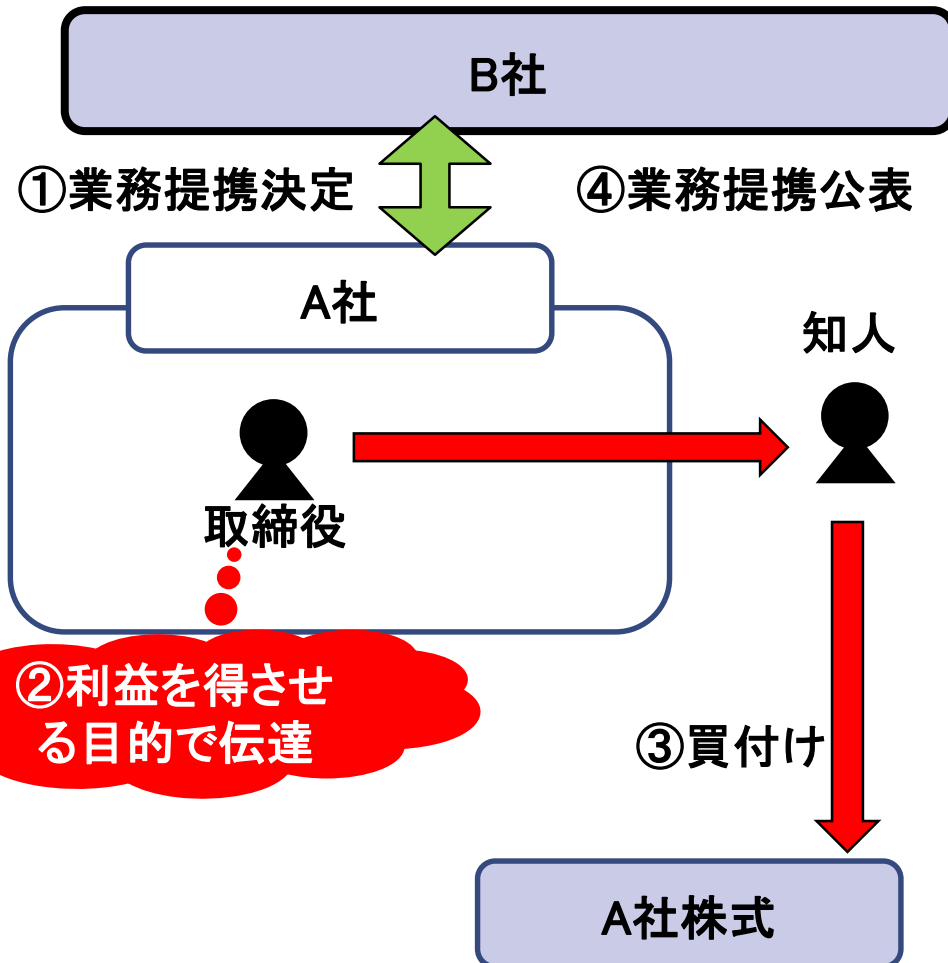 B社
①業務提携決定
④業務提携公表
A社
知人
取締役
②利益を得させ
る目的で伝達
③買付け
A社株式